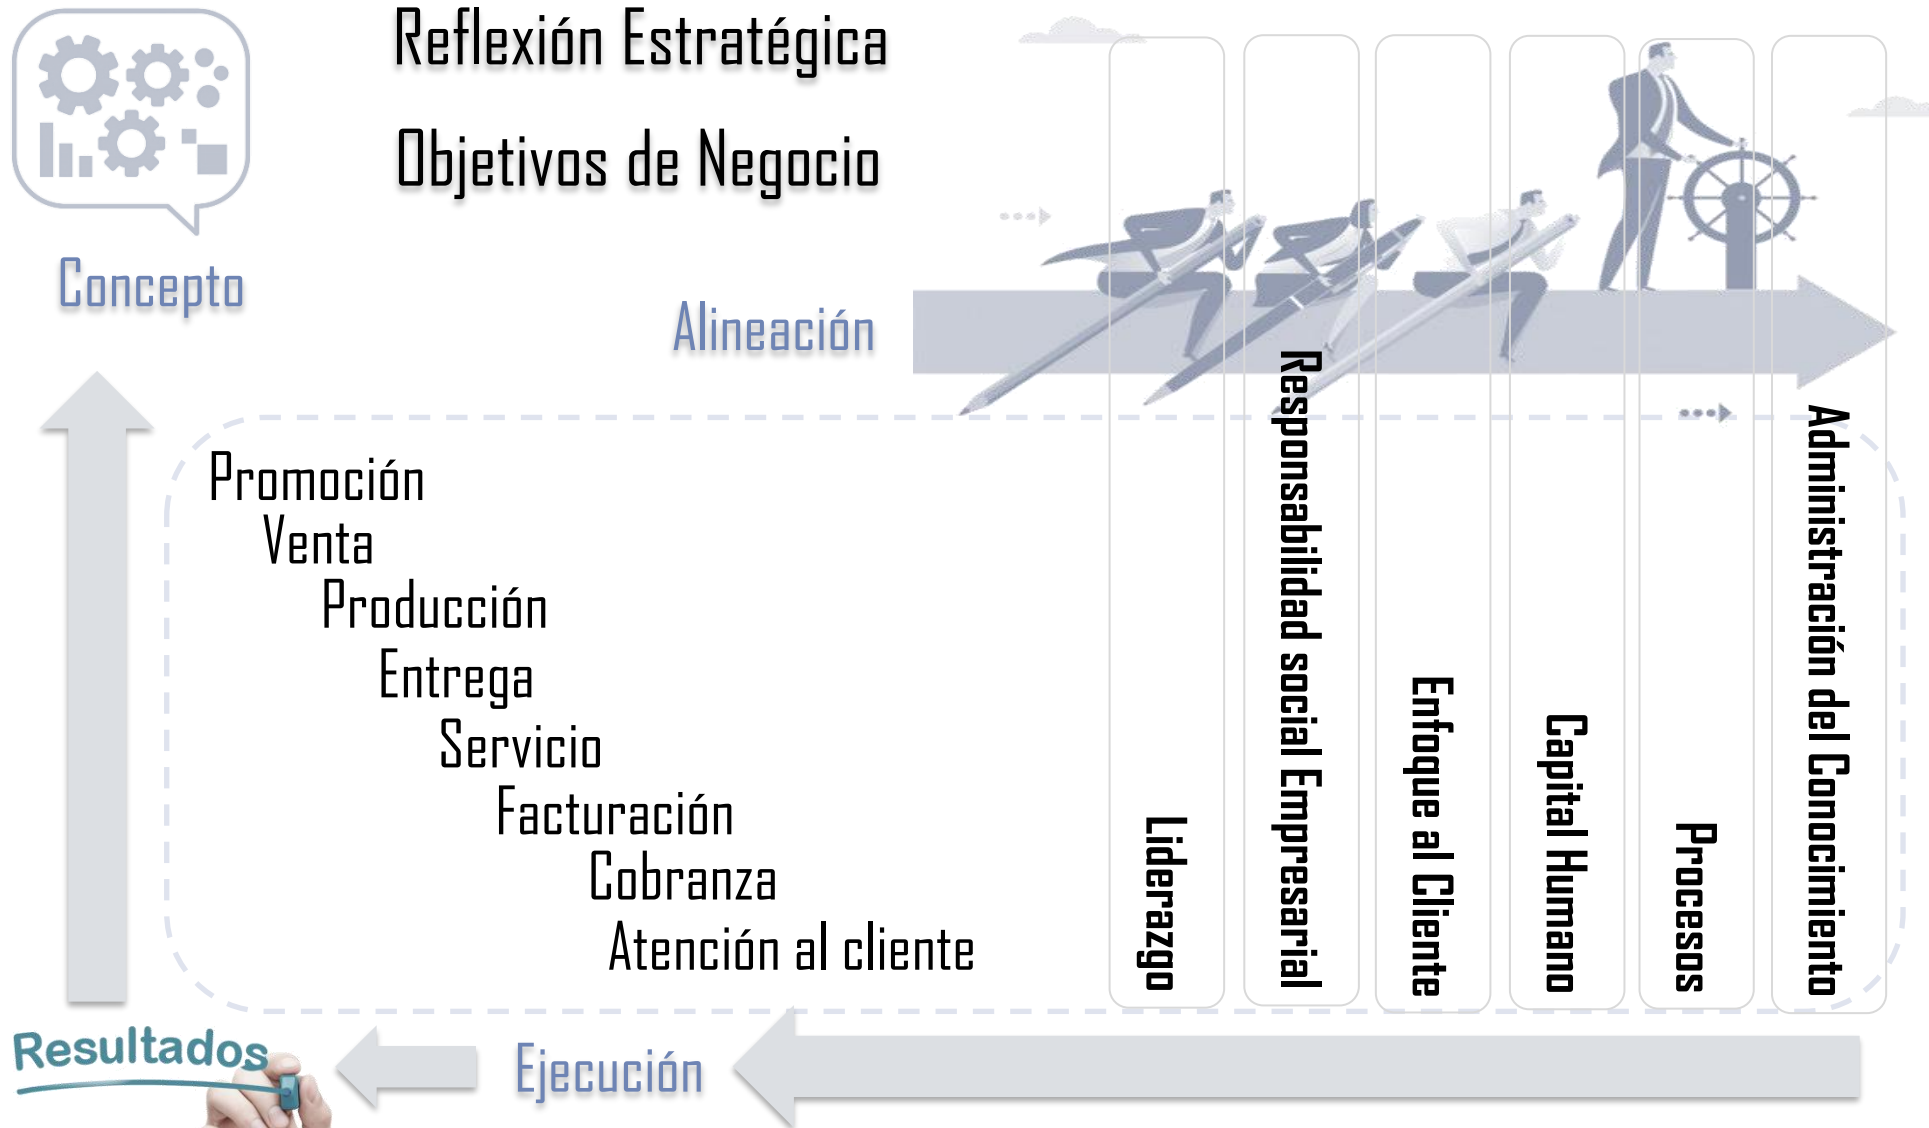 Reflexión Estratégica
Objetivos de Negocio
Concepto
Alineación
Promoción
Venta
Producción
Entrega
Servicio
Facturación
Cobranza
Atención al cliente
Liderazgo
Responsabilidad social Empresarial
Enfoque al Cliente
Capital Humano
Procesos
Administración del Conocimiento
Ejecución
Resultados